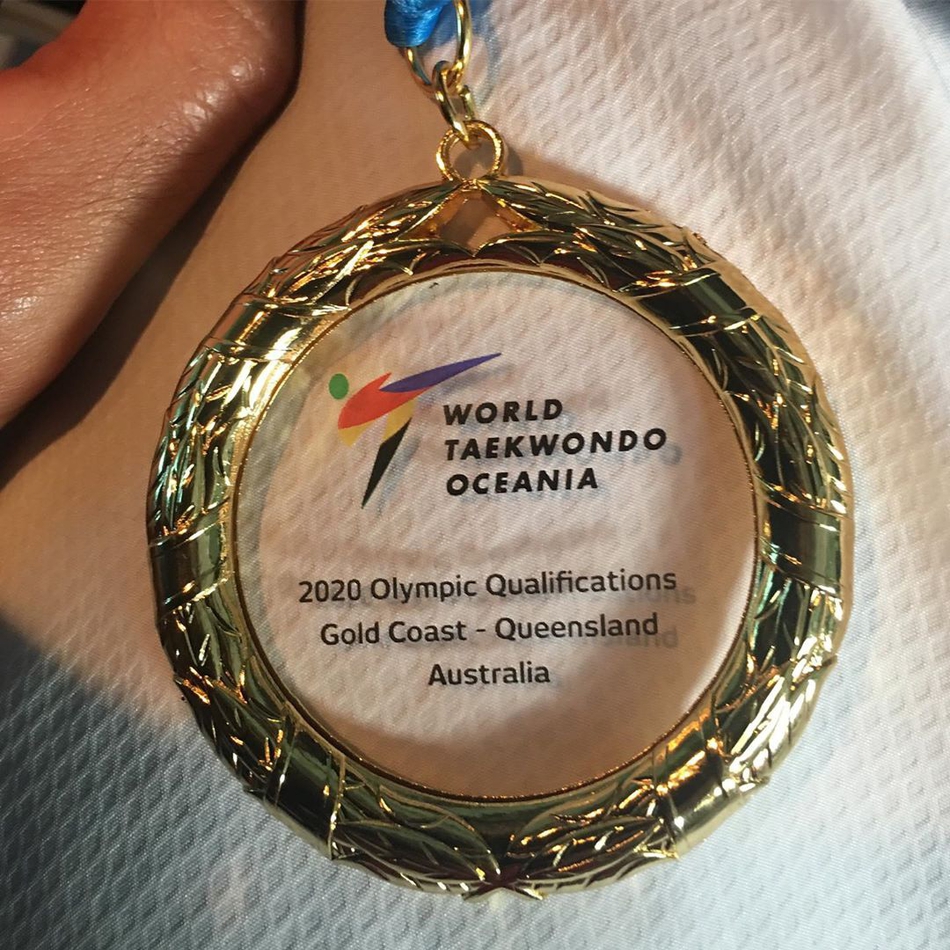 WORLD
TAEKWONDO
OCEANIA
2020 Olympic Qualifications
Gold Coast - Queensland
Australia